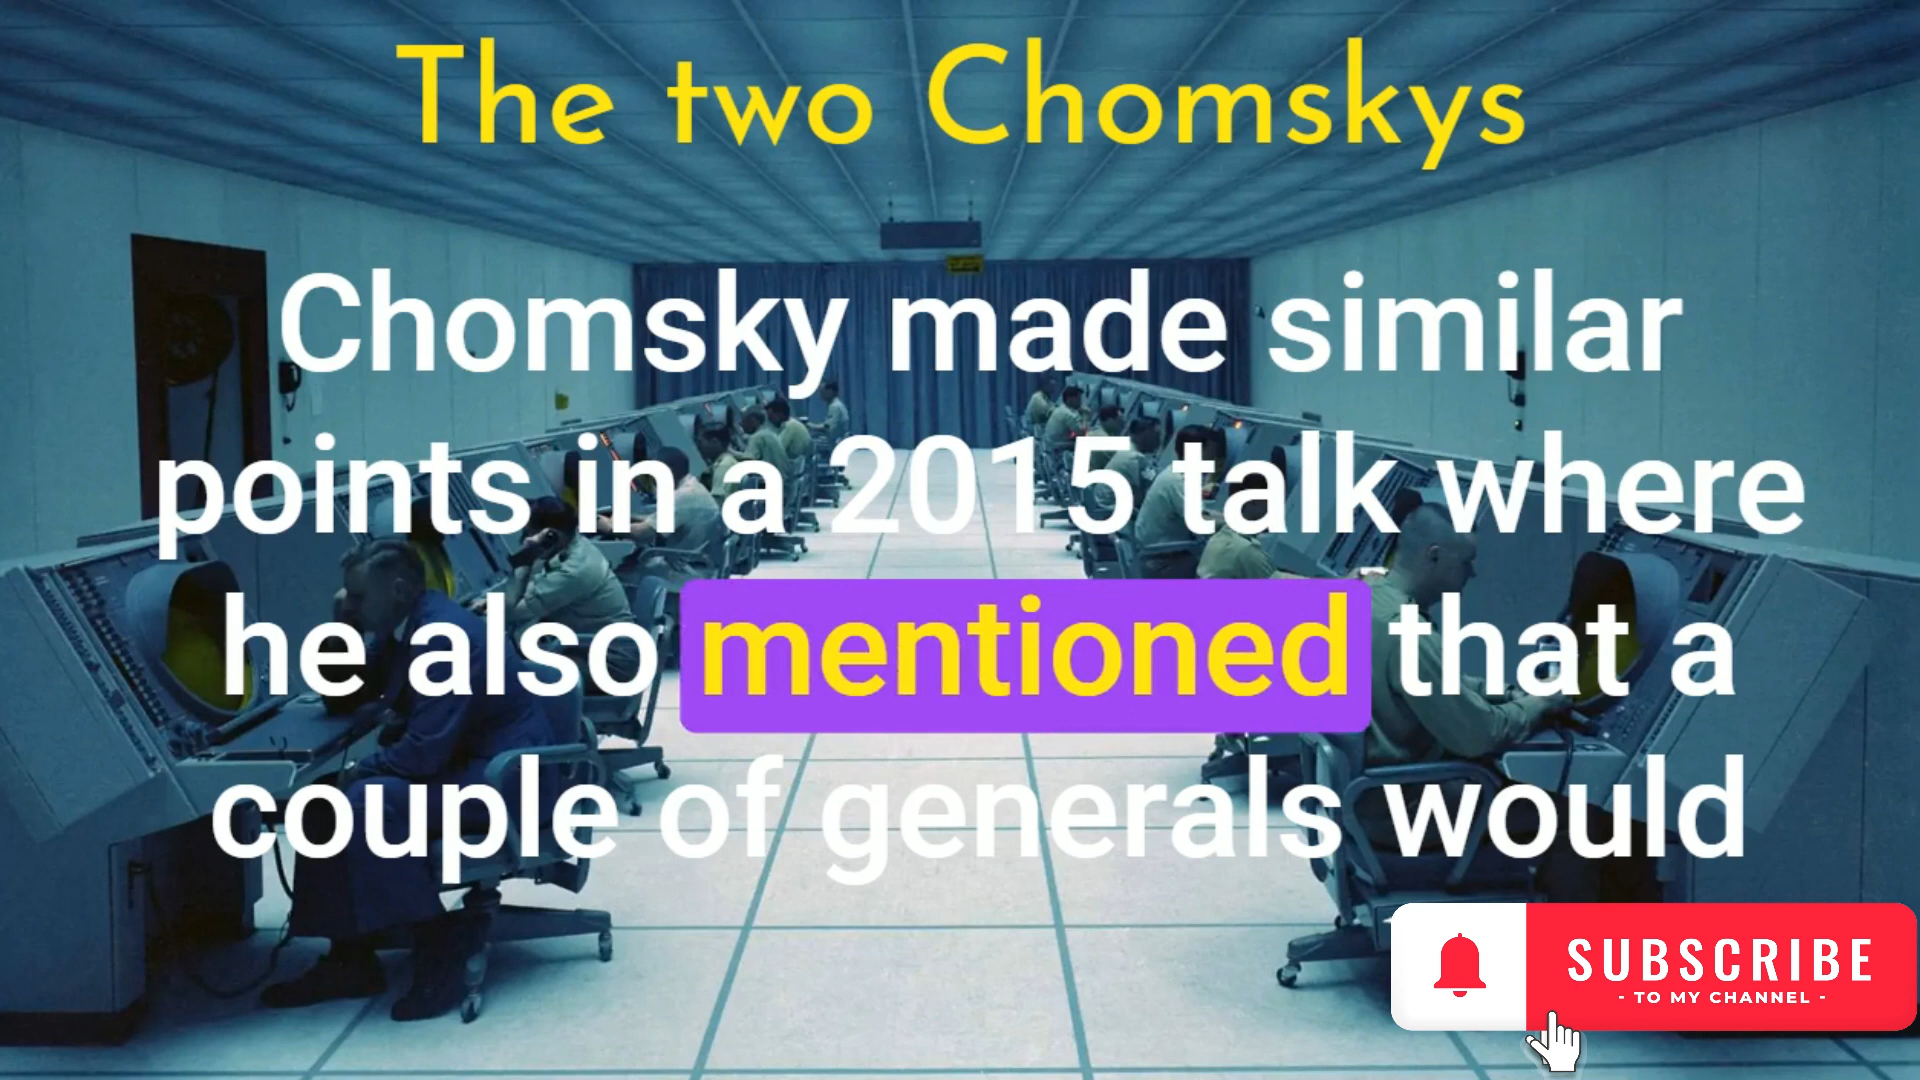 The two Chomskys
Chomsky made similar
points in a 2015 talk where
he also mentioned that a
couple of generals would
SUBSCRIBE
- TO MY CHANNEL -